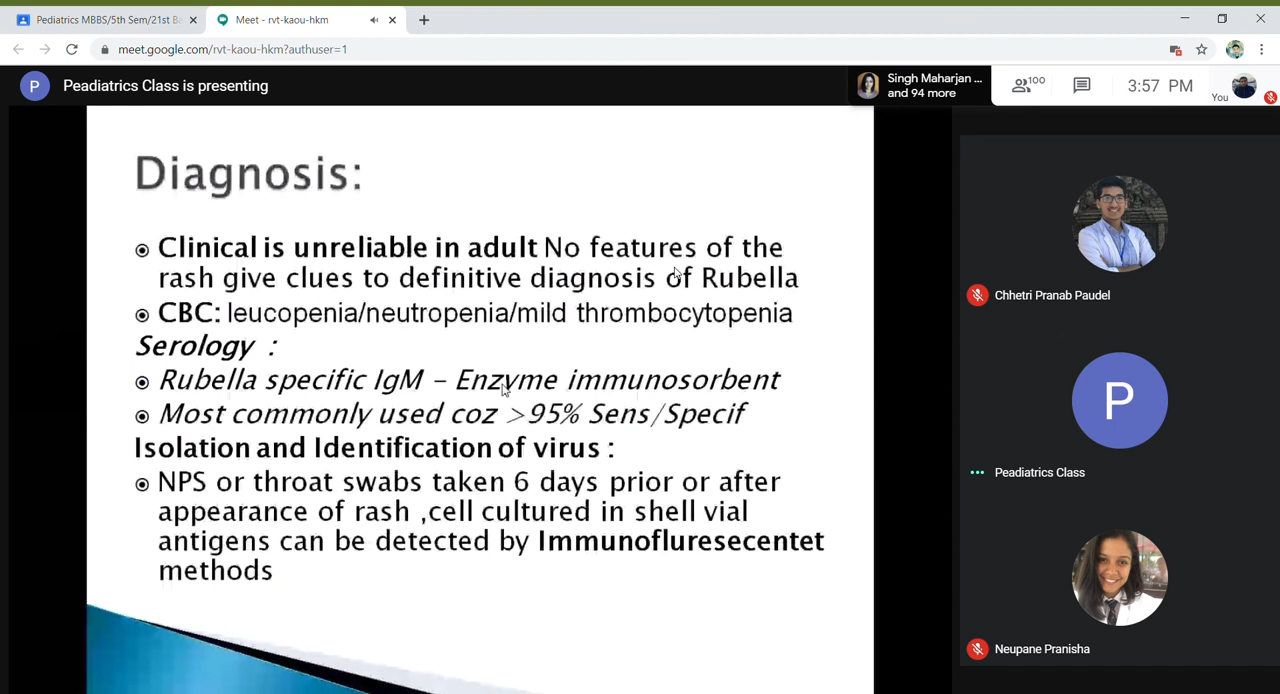 Pediatrics MBBS/5th Sem/21st Ba
Meet - rvt-kaou-hkm
meet.google.com/rvt-kaou-hkm?authuser=1
P
Peadiatrics Class is presenting
Singh Maharjan ...
and 94 more
100
3:57 PM
You
Diagnosis:
Clinical is unreliable in adult No features of the
rash give clues to definitive diagnosis of Rubella
CBC: leucopenia/neutropenia/mild thrombocytopenia
Serology :
Rubella specific IgM – Enzyme immunosorbent
Most commonly used coz >95% Sens/Specif
Isolation and Identification of virus :
NPS or throat swabs taken 6 days prior or after
appearance of rash ,cell cultured in shell vial
antigens can be detected by Immunofluresecentet
methods
Chhetri Pranab Paudel
P
Peadiatrics Class
Neupane Pranisha